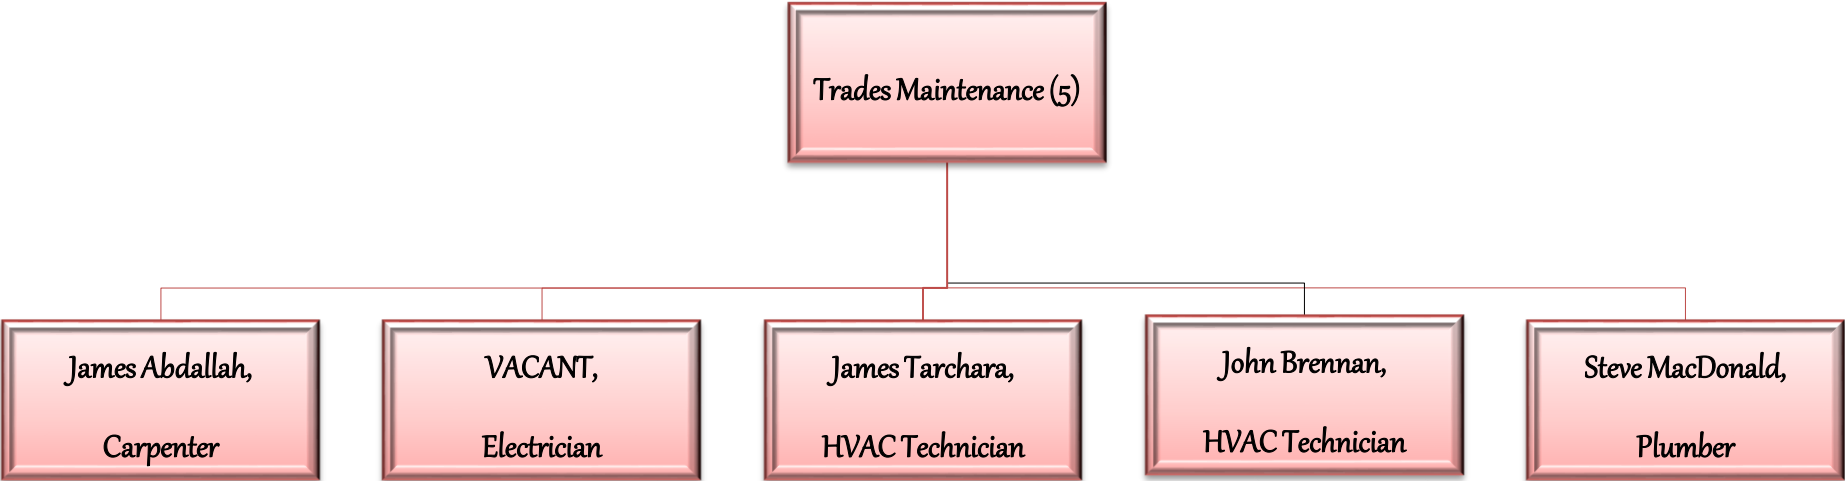 Trades Maintenance (5)
James Abdallah,
Carpenter
VACANT,
Electrician
James Tarchara,
HVAC Technician
John Brennan,
HVAC Technician
Steve MacDonald,
Plumber